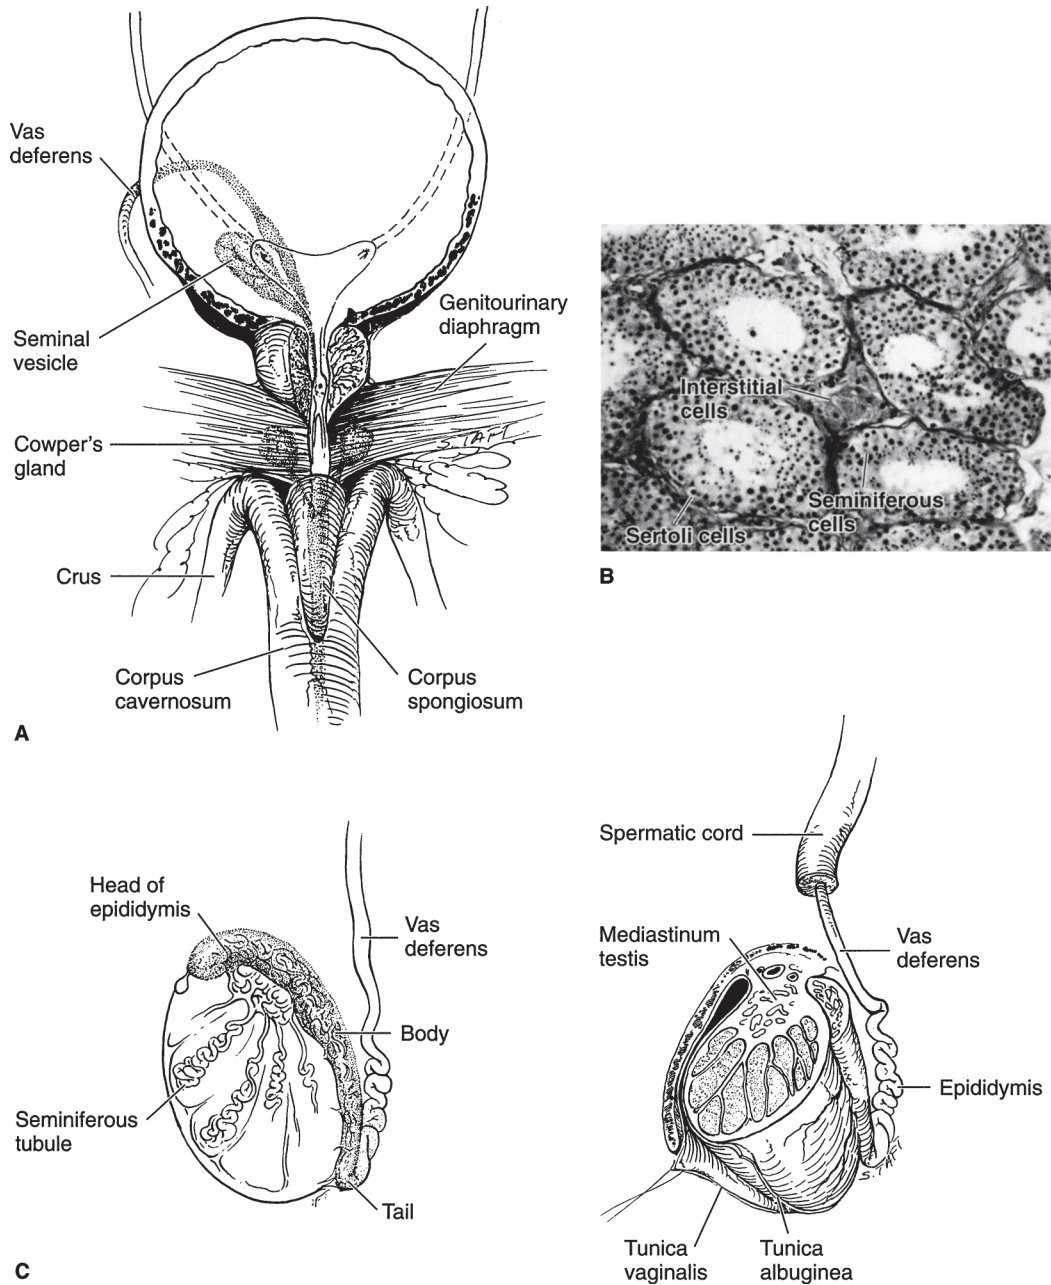 Vas
deferens
Genitourinary
diaphragm
Seminal
vesicle
Cowper's
gland
S. TAFT
Crus
Corpus
cavernosum
Corpus
spongiosum
A
Interstitial
cells
Seminiferous
cells
Sertoli cells
B
Head of
epididymis
Vas
deferens
Body
Seminiferous
tubule
Tail
C
Spermatic cord
Mediastinum
testis
Vas
deferens
Epididymis
Tunica
vaginalis
Tunica
albuginea